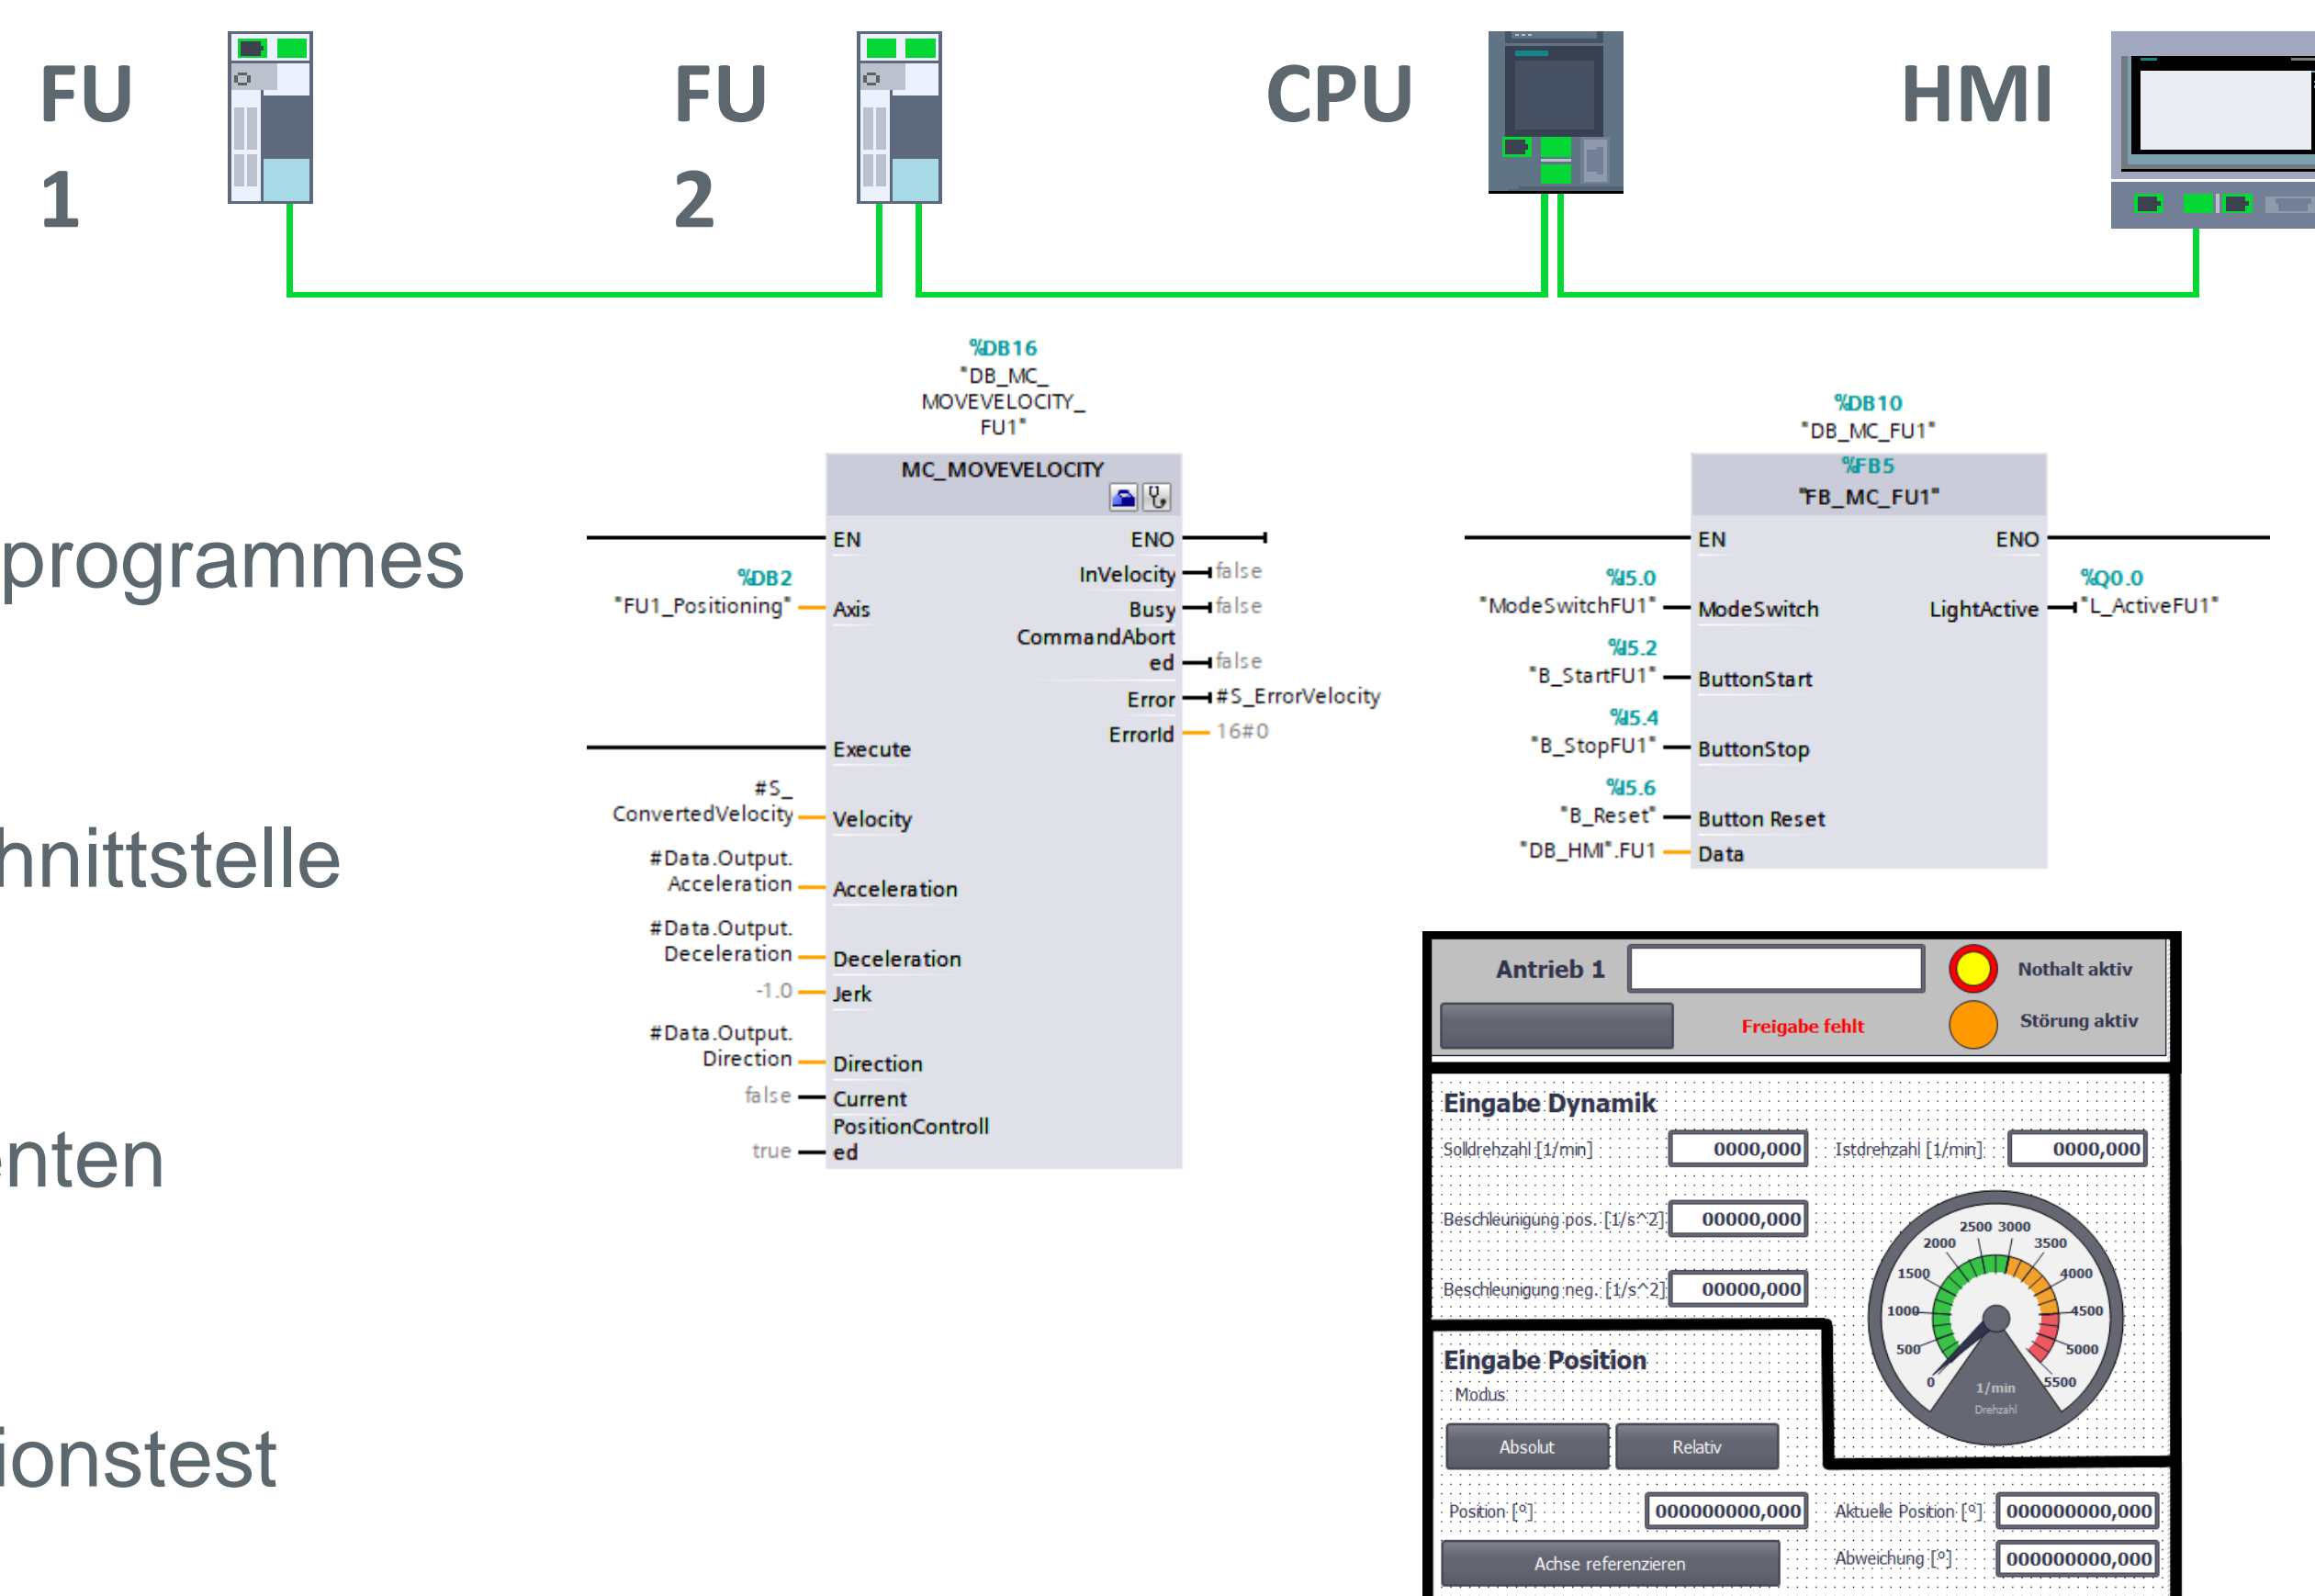 FU
1
FU
2
CPU
HMI
programmes
hnittstelle
enten
ionstest
%DB16
"DB_MC_
MOVEVELOCITY_
FU1"
MC_MOVEVELOCITY
EN
ENO
InVelocity
false
%DB2
"FU1_Positioning"
Axis
Busy
false
CommandAbort
ed
false
Error
#S_ErrorVelocity
ErrorId
16#0
Execute
#S_
ConvertedVelocity
Velocity
#Data.Output.
Acceleration
Acceleration
#Data.Output.
Deceleration
Deceleration
-1.0
Jerk
#Data.Output.
Direction
Direction
false
Current
PositionControll
true
ed
%DB10
"DB_MC_FU1"
%FB5
"FB_MC_FU1"
EN
ENO
%I5.0
"ModeSwitchFU1"
ModeSwitch
LightActive
%Q0.0
"L_ActiveFU1"
%I5.2
"B_StartFU1"
ButtonStart
%I5.4
"B_StopFU1"
ButtonStop
%I5.6
"B_Reset"
Button Reset
"DB_HMI".FU1
Data
Antrieb 1
Nothalt aktiv
Freigabe fehlt
Störung aktiv
Eingabe Dynamik
Solldrehzahl [1/min]
0000,000
Istdrehzahl [1/min]
0000,000
Beschleunigung pos. [1/s^2]
00000,000
Beschleunigung neg. [1/s^2]
00000,000
0
500
1000
1500
2000
2500
3000
3500
4000
4500
5000
5500
1/min
Drehzahl
Eingabe Position
Modus
Absolut
Relativ
Position [°]
000000000,000
Aktuelle Position [°]
000000000,000
Achse referenzieren
Abweichung [°]
000000000,000